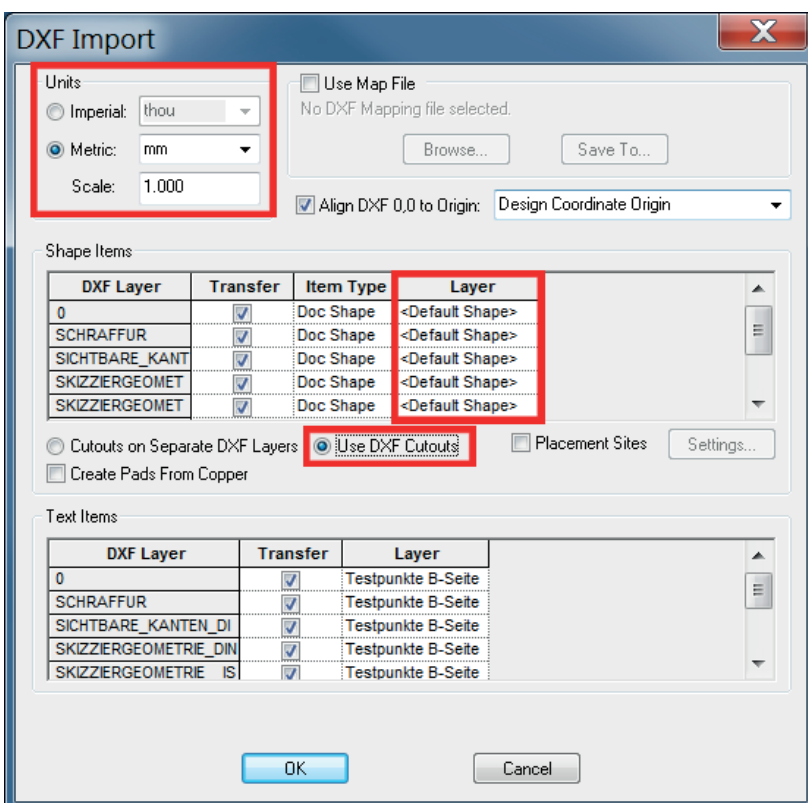 DXF Import
Units
Imperial: thou
Metric: mm
Scale: 1.000
Use Map File
No DXF Mapping file selected.
Browse... Save To...
Align DXF 0,0 to Origin: Design Coordinate Origin
Shape Items
DXF Layer Transfer Item Type Layer
0 Doc Shape <Default Shape>
SCHRAFFUR Doc Shape <Default Shape>
SICHTBARE_KANT Doc Shape <Default Shape>
SKIZZIERGEOMET Doc Shape <Default Shape>
SKIZZIERGEOMET Doc Shape <Default Shape>
Cutouts on Separate DXF Layers Use DXF Cutouts Placement Sites Settings...
Create Pads From Copper
Text Items
DXF Layer Transfer Layer
0 Testpunkte B-Seite
SCHRAFFUR Testpunkte B-Seite
SICHTBARE_KANTEN_DI Testpunkte B-Seite
SKIZZIERGEOMETRIE_DIN Testpunkte B-Seite
SKIZZIERGEOMETRIE__IS Testpunkte B-Seite
OK Cancel